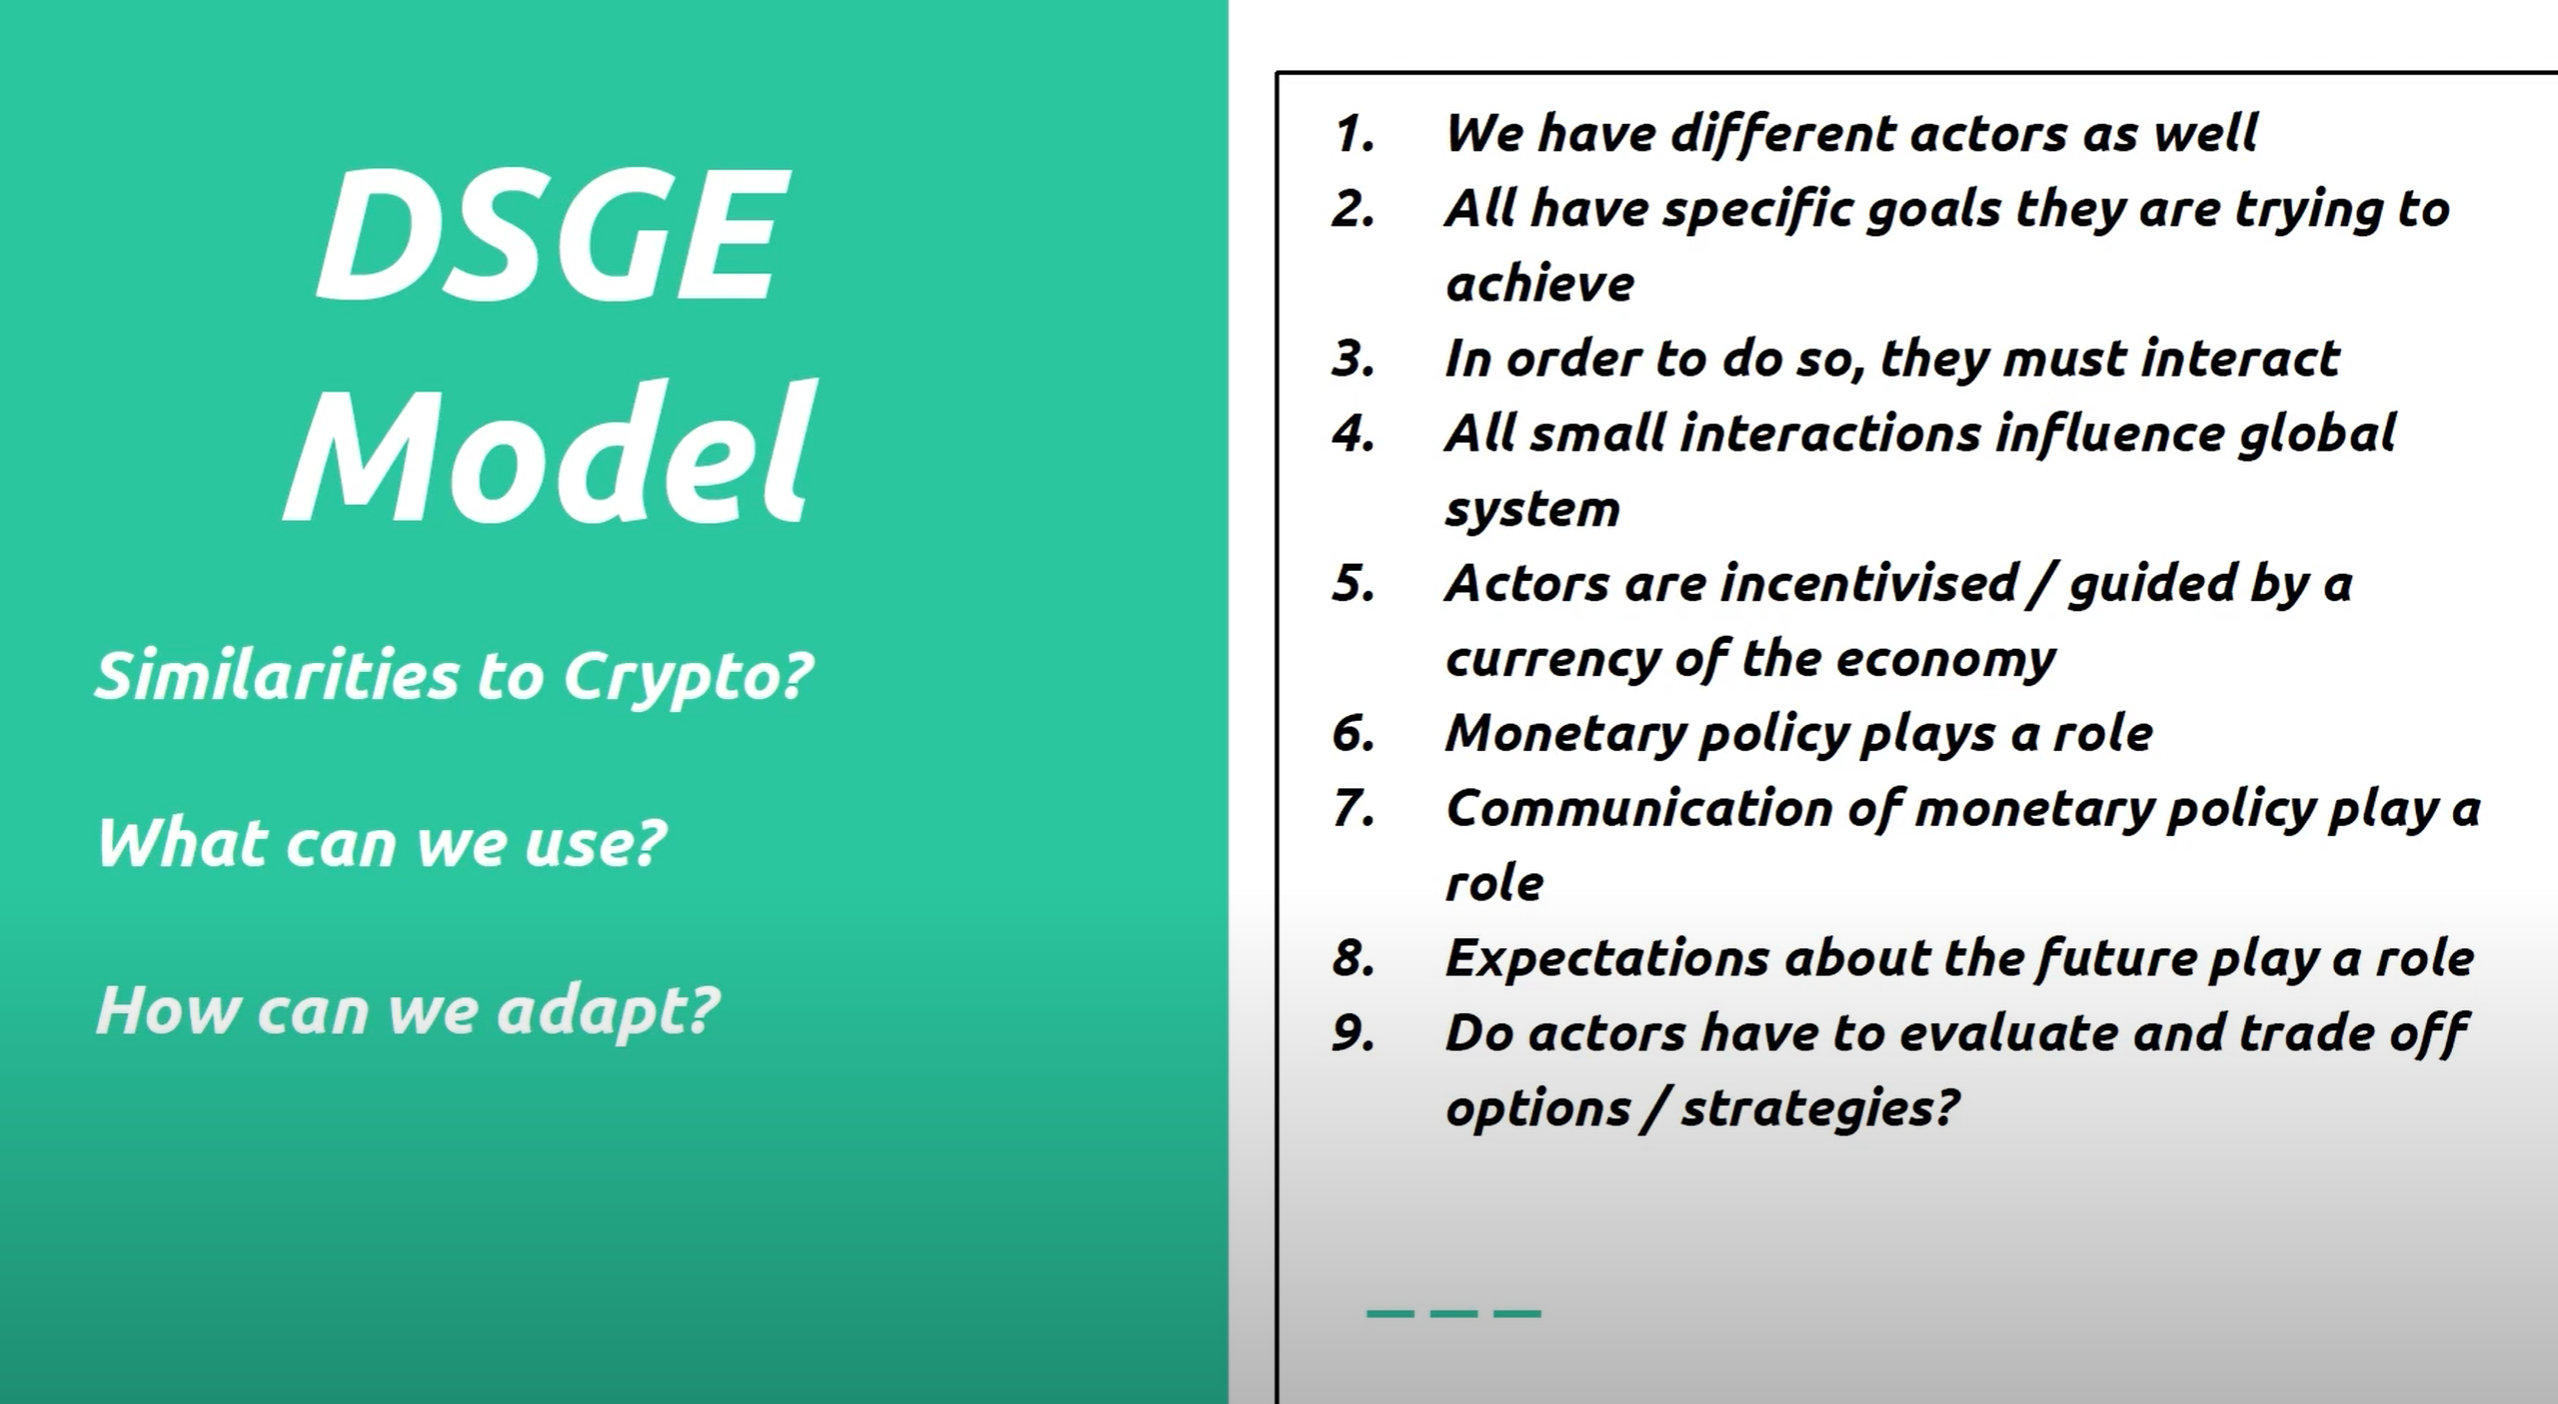 DSGE
Model
Similarities to Crypto?
What can we use?
How can we adapt?
1. We have different actors as well
2. All have specific goals they are trying to
achieve
3. In order to do so, they must interact
4. All small interactions influence global
system
5. Actors are incentivised / guided by a
currency of the economy
6. Monetary policy plays a role
7. Communication of monetary policy play a
role
8. Expectations about the future play a role
9. Do actors have to evaluate and trade off
options / strategies?